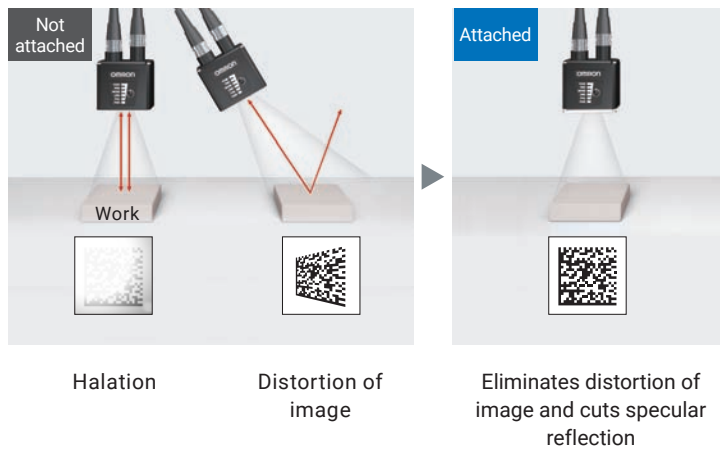 Not
attached
OMRON
OMRON
Work
Halation
Distortion of
image
Attached
OMRON
Eliminates distortion of
image and cuts specular
reflection